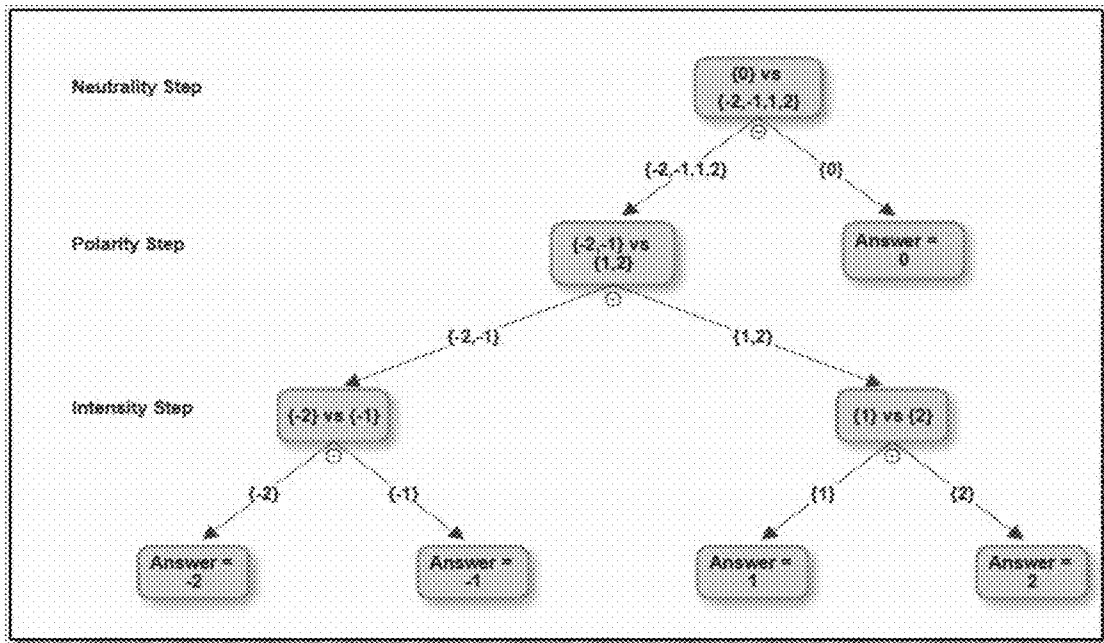 Neutrality Step
{0} vs
{-2,-1,1,2}
{-2,-1,1,2}
{0}
Polarity Step
{-2,-1} vs
{1,2}
Answer =
0
{-2,-1}
{1,2}
Intensity Step
{-2} vs {-1}
{1} vs {2}
{-2}
{-1}
{1}
{2}
Answer =
-2
Answer =
-1
Answer =
1
Answer =
2